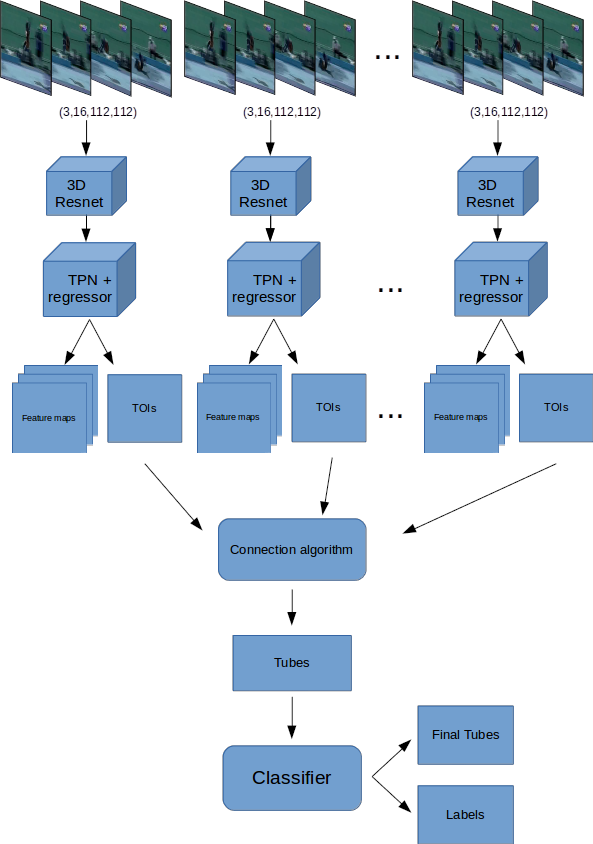 ...
(3,16,112,112) (3,16,112,112) (3,16,112,112)
3D 3D 3D
Resnet Resnet Resnet
TPN + TPN + TPN +
regressor regressor ... regressor
Feature maps TOIs Feature maps TOIs ... Feature maps TOIs
Connection algorithm
Tubes
Final Tubes
Classifier
Labels